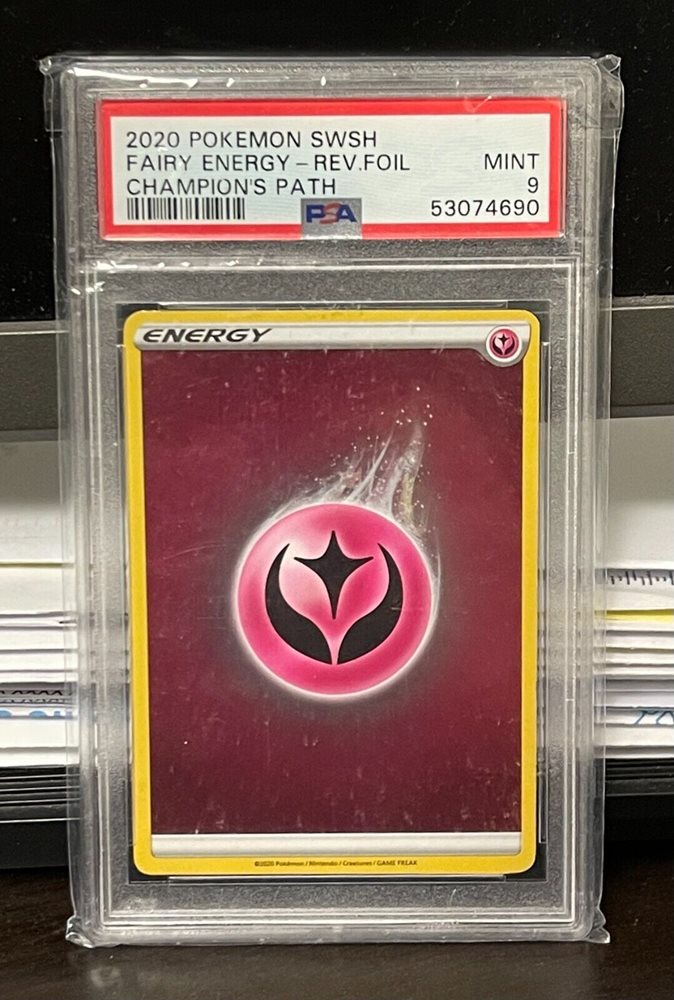 2020 POKEMON SWSH
FAIRY ENERGY – REV.FOIL MINT
CHAMPION'S PATH 9
PSA 53074690
ENERGY
©2020 Pokémon / Nintendo / Creatures / GAME FREAK